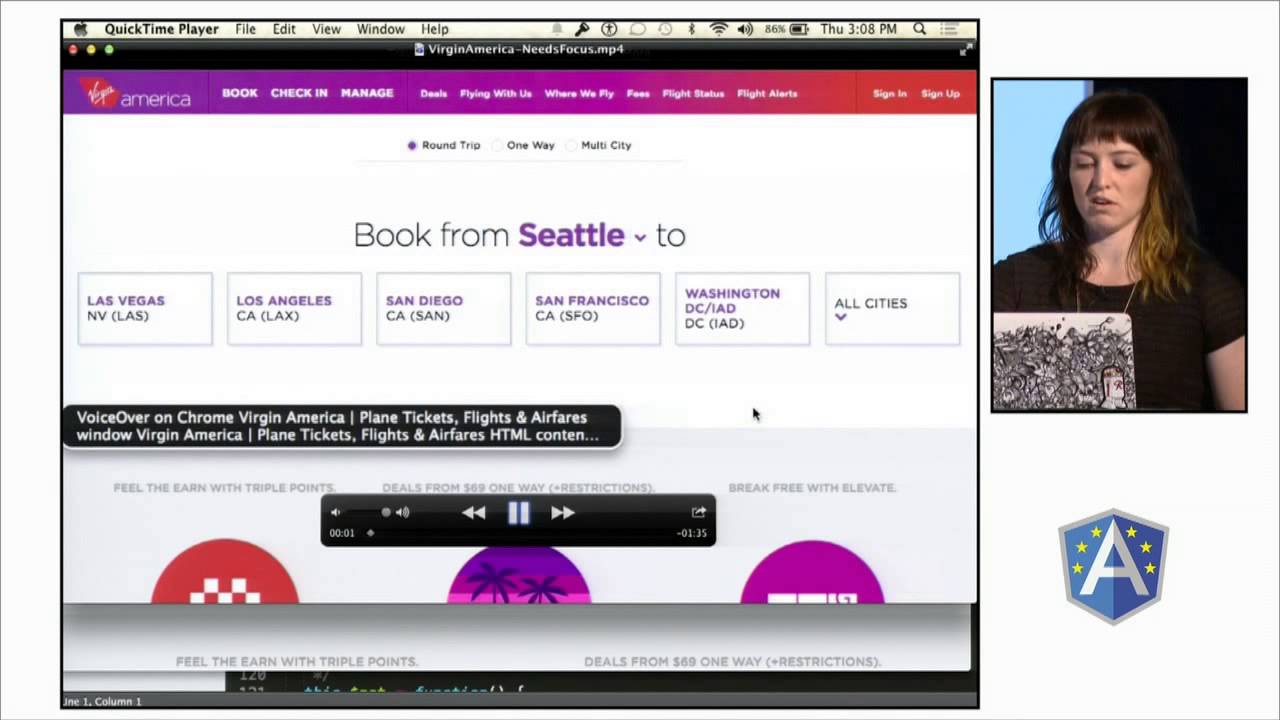 QuickTime Player File Edit View Window Help 86% Thu 3:08 PM
VirginAmerica-NeedsFocus.mp4
Virgin america BOOK CHECK IN MANAGE Deals Flying With Us Where We Fly Fees Flight Status Flight Alerts Sign In Sign Up
Round Trip One Way Multi City
Book from Seattle to
LAS VEGAS
NV (LAS)
LOS ANGELES
CA (LAX)
SAN DIEGO
CA (SAN)
SAN FRANCISCO
CA (SFO)
WASHINGTON
DC/IAD
DC (IAD)
ALL CITIES
VoiceOver on Chrome Virgin America | Plane Tickets, Flights & Airfares
window Virgin America | Plane Tickets, Flights & Airfares HTML conten...
FEEL THE EARN WITH TRIPLE POINTS. DEALS FROM $69 ONE WAY (+RESTRICTIONS). BREAK FREE WITH ELEVATE.
00:01 -01:35
FEEL THE EARN WITH TRIPLE POINTS. DEALS FROM $69 ONE WAY (+RESTRICTIONS).
120 */
Line 1, Column 1
A